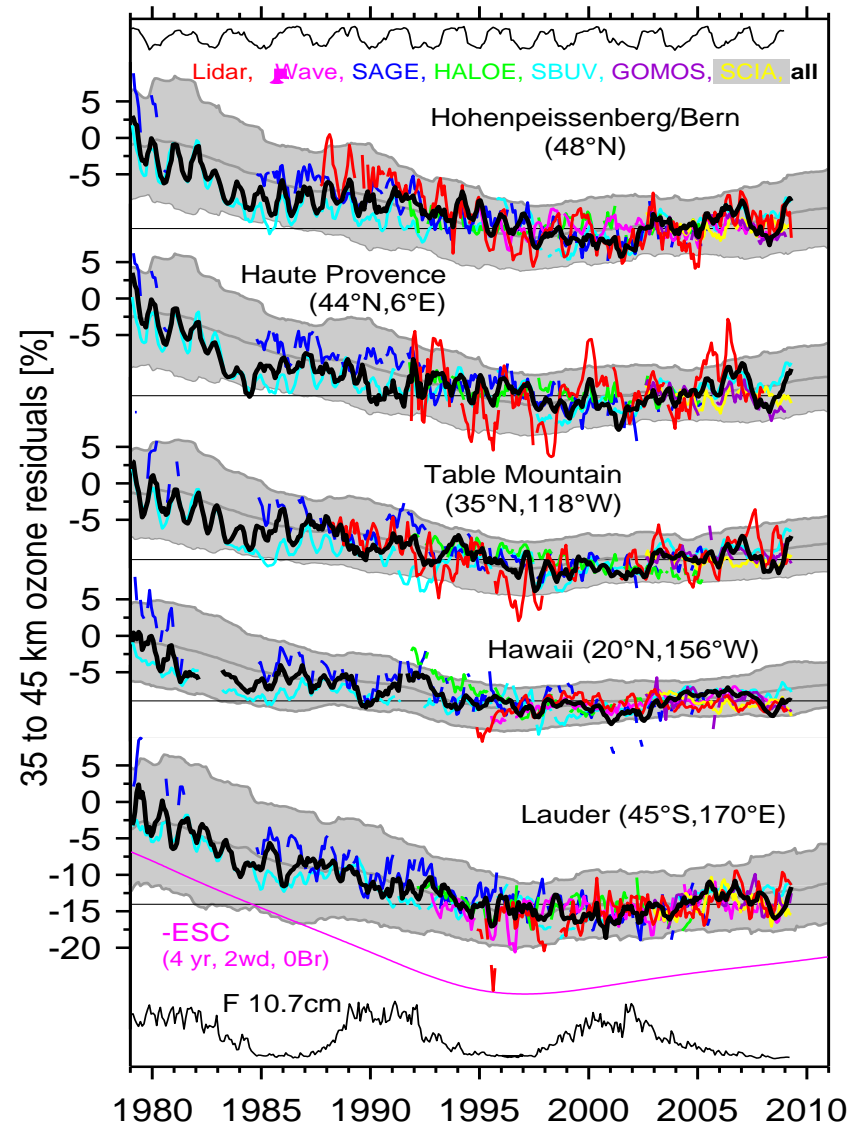 Lidar, μWave, SAGE, HALOE, SBUV, GOMOS, SCIA, all
Hohenpeissenberg/Bern
(48°N)
5
0
-5
Haute Provence
(44°N,6°E)
5
0
-5
Table Mountain
(35°N,118°W)
5
0
-5
Hawaii (20°N,156°W)
5
0
-5
Lauder (45°S,170°E)
5
0
-5
-10
-15
-20
35 to 45 km ozone residuals [%]
-ESC
(4 yr, 2wd, 0Br)
F 10.7cm
1980 1985 1990 1995 2000 2005 2010